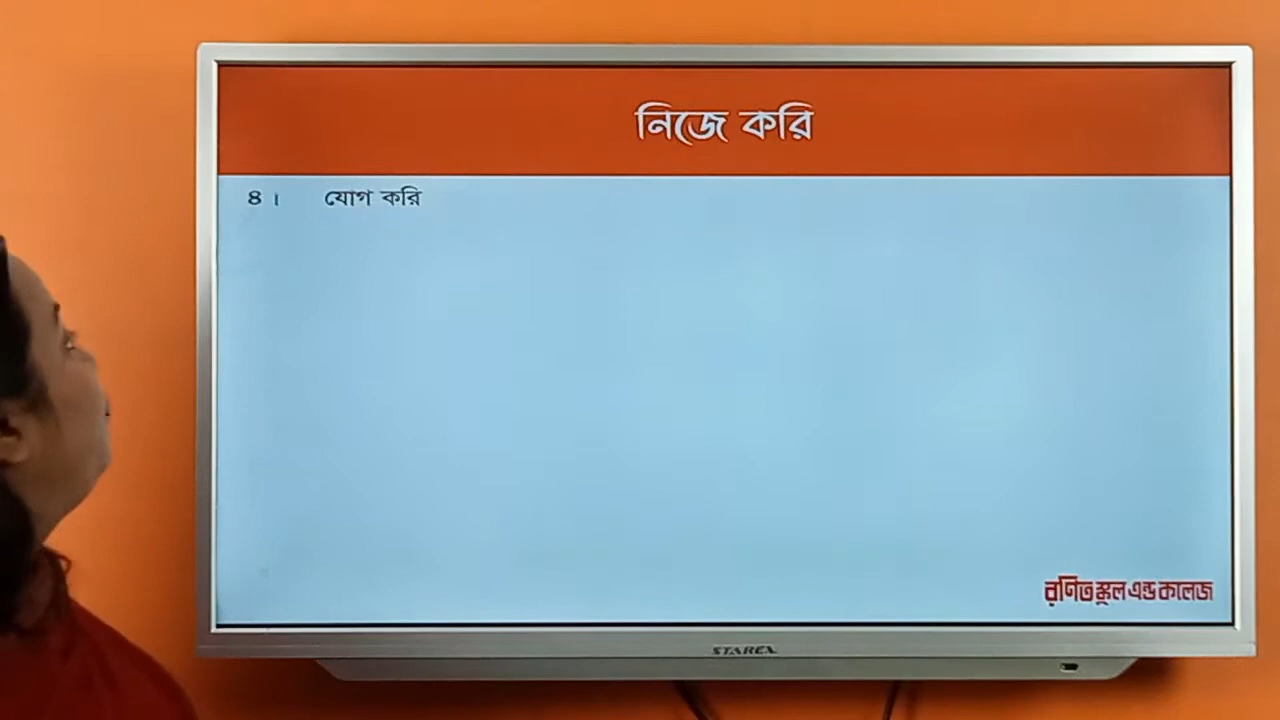 নিজে করি
৪। যোগ করি
রণিত স্কুল এন্ড কলেজ
STAREX